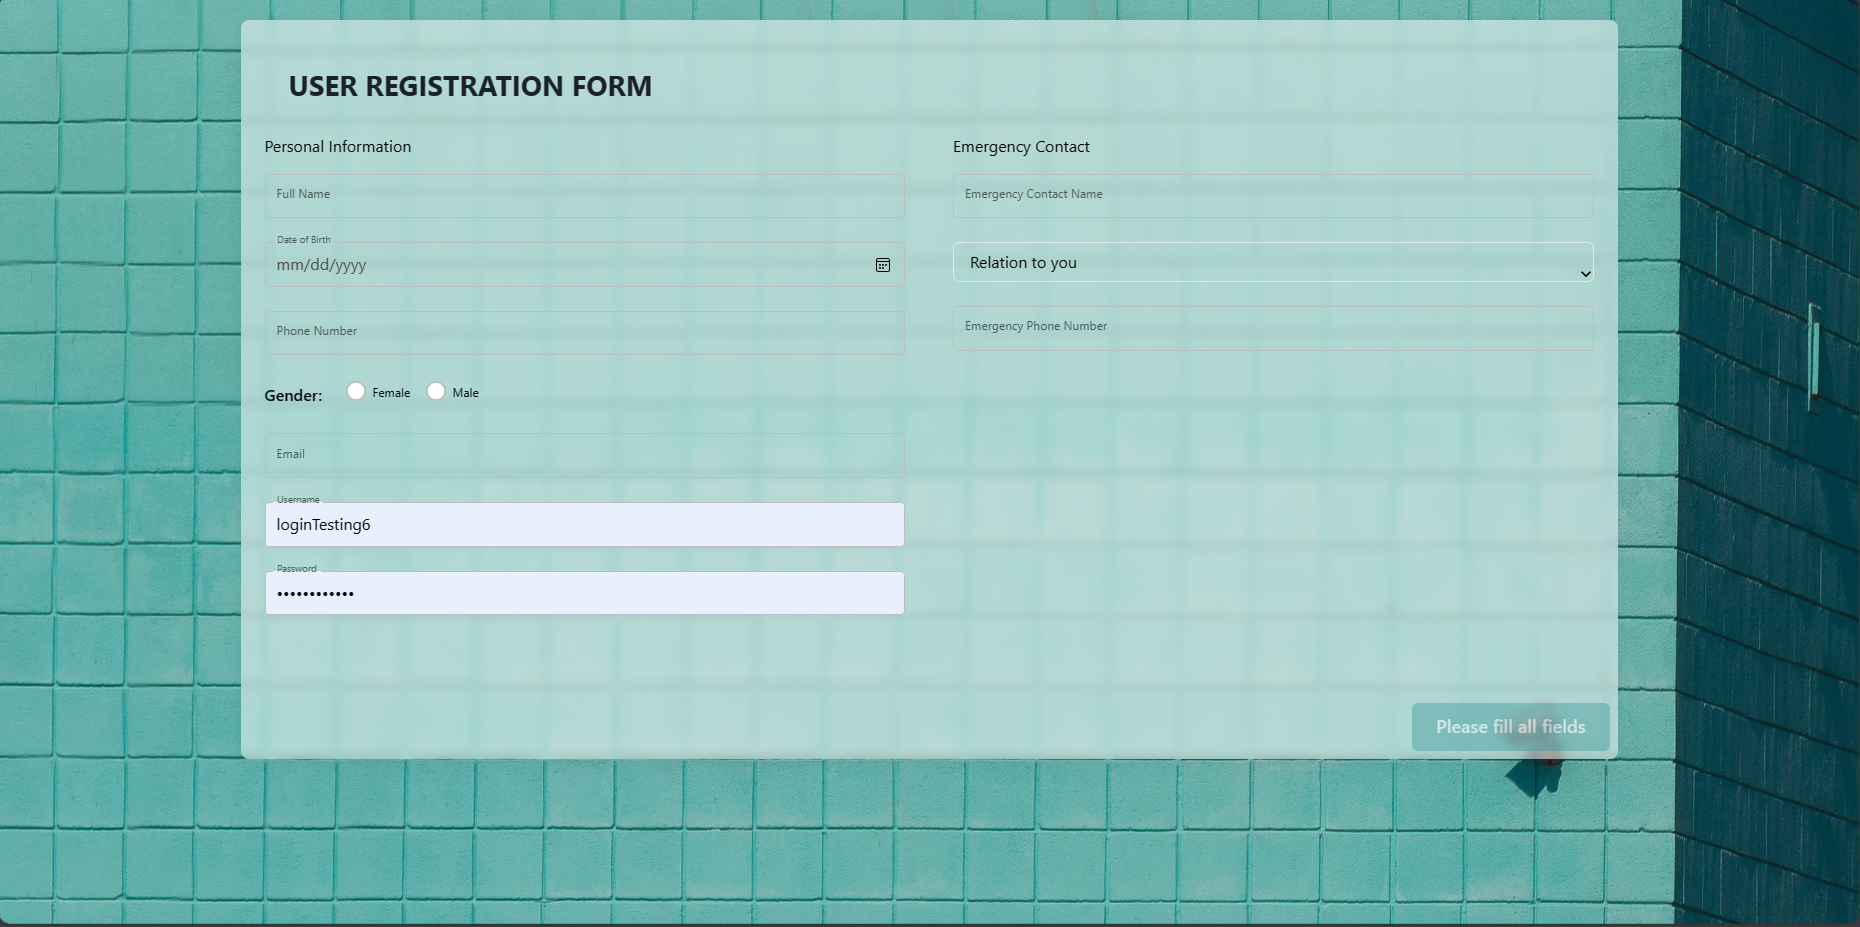 USER REGISTRATION FORM
Personal Information
Full Name
Date of Birth
mm/dd/yyyy
Phone Number
Gender: Female Male
Email
Username
loginTesting6
Password
••••••••••••
Emergency Contact
Emergency Contact Name
Relation to you
Emergency Phone Number
Please fill all fields